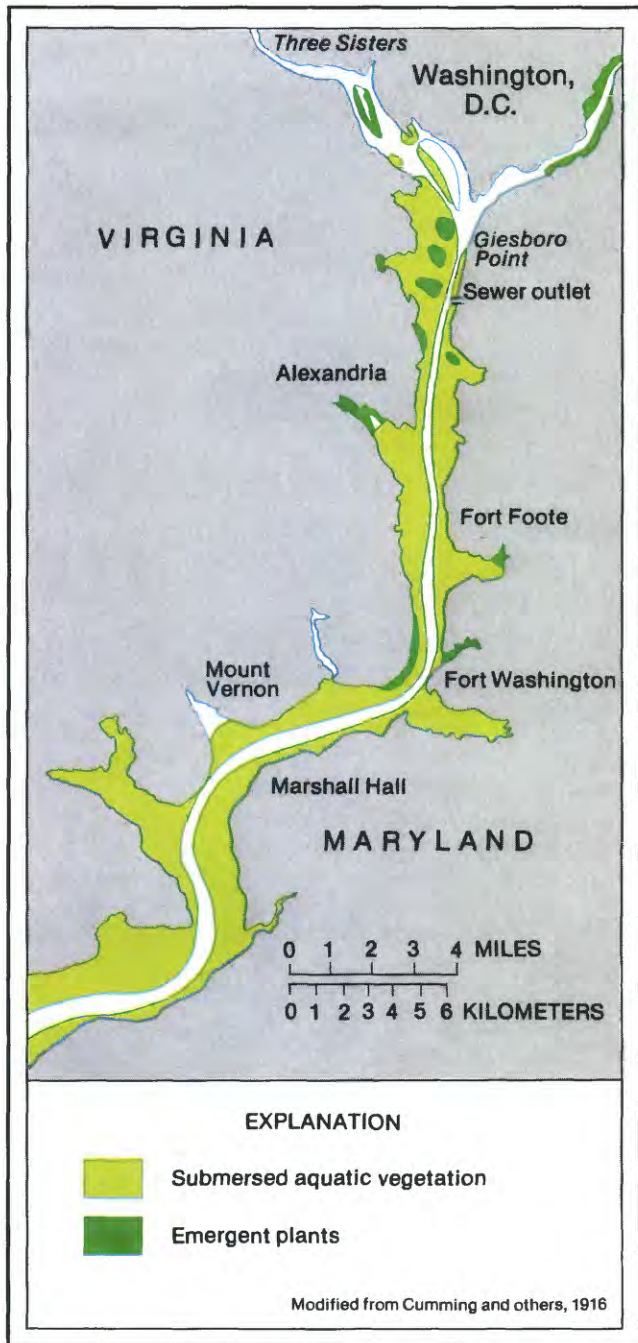 Three Sisters
Washington,
D.C.
VIRGINIA
Giesboro
Point
Sewer outlet
Alexandria
Fort Foote
Mount
Vernon
Fort Washington
Marshall Hall
MARYLAND
0 1 2 3 4 MILES
0 1 2 3 4 5 6 KILOMETERS
EXPLANATION
Submersed aquatic vegetation
Emergent plants
Modified from Cumming and others, 1916